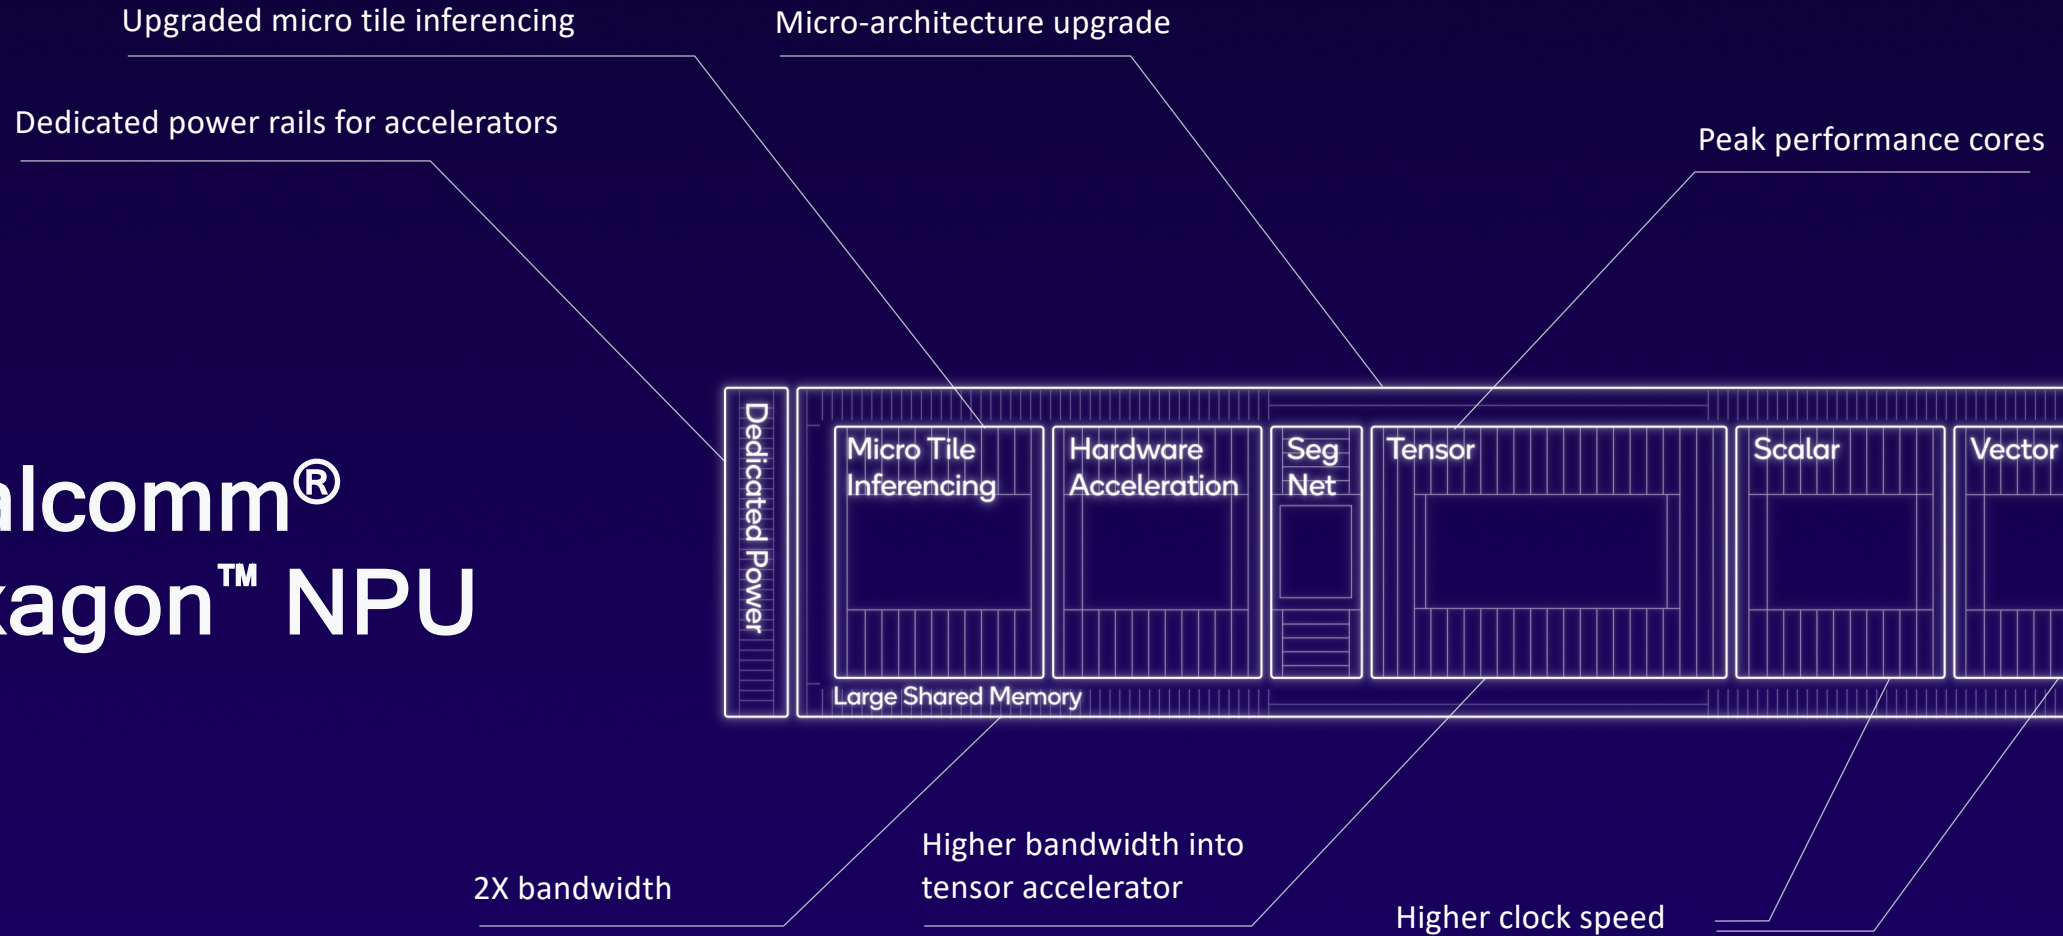 Upgraded micro tile inferencing
Micro-architecture upgrade
Dedicated power rails for accelerators
Peak performance cores
alcomm®
xagon™ NPU
Dedicated Power
Micro Tile
Inferencing
Hardware
Acceleration
Seg
Net
Tensor
Scalar
Vector
Large Shared Memory
2X bandwidth
Higher bandwidth into
tensor accelerator
Higher clock speed